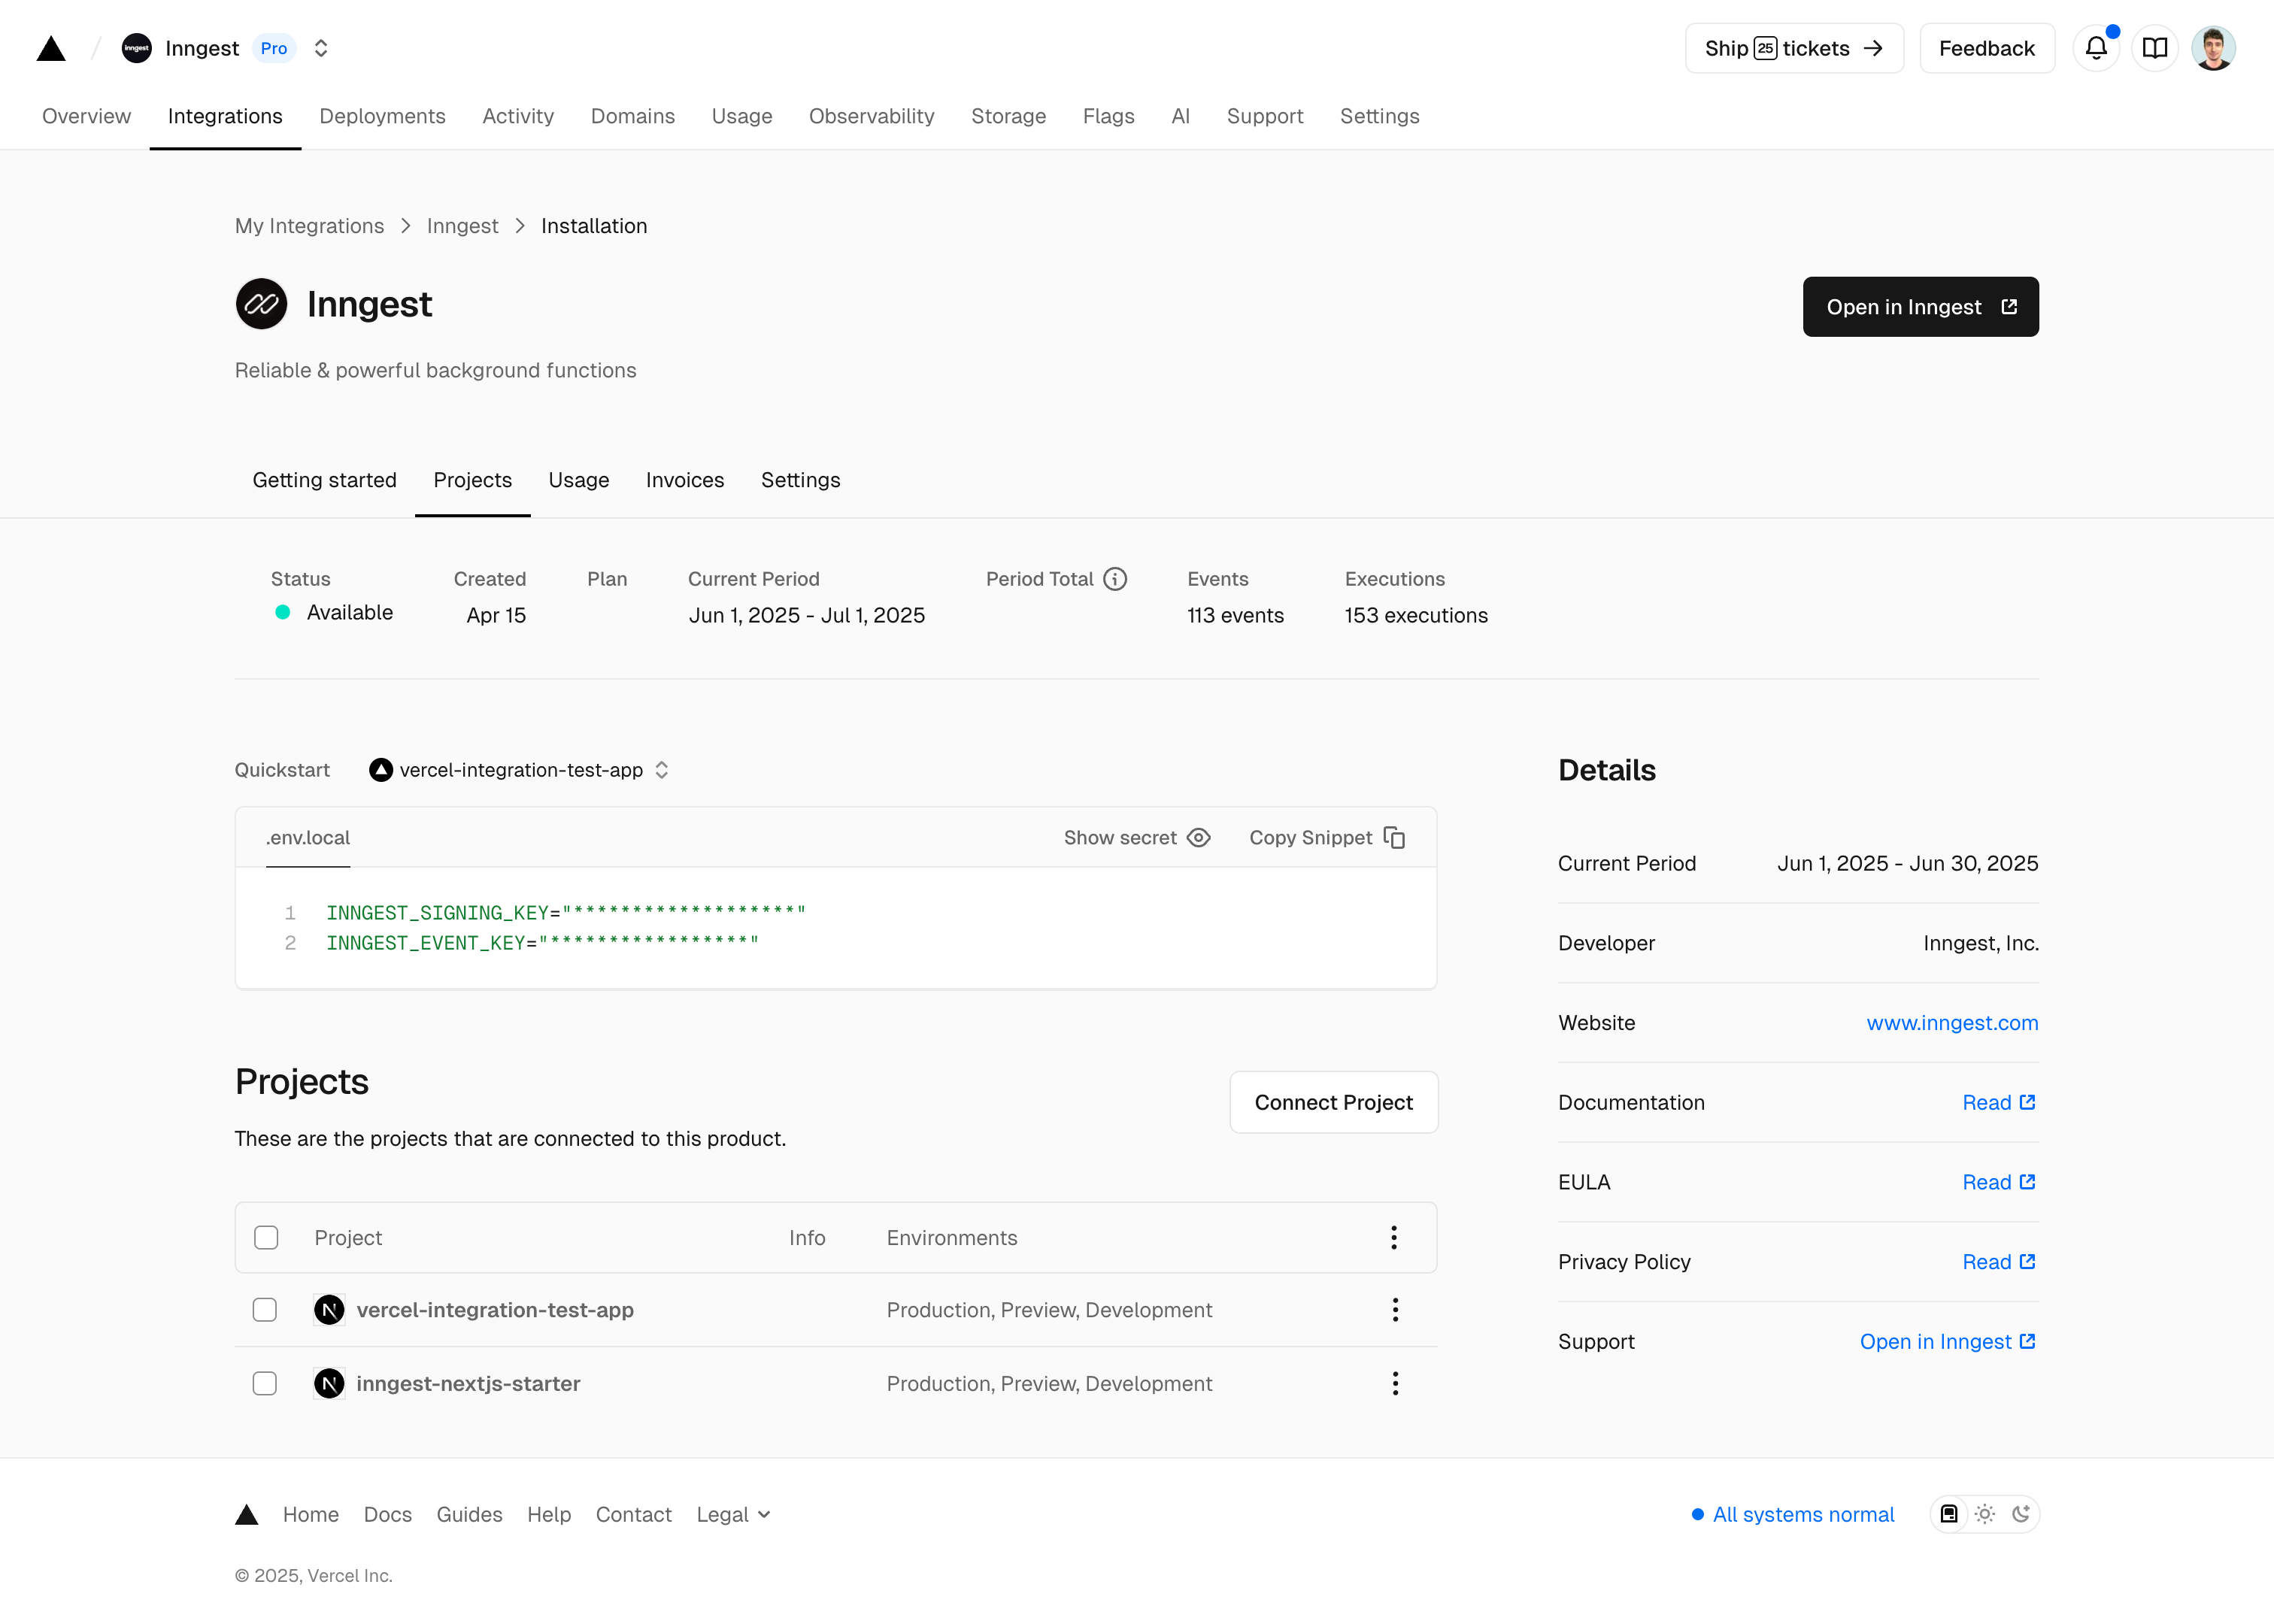 inngest Inngest Pro Ship 25 tickets Feedback
Overview Integrations Deployments Activity Domains Usage Observability Storage Flags AI Support Settings
My Integrations Inngest Installation
Inngest
Open in Inngest
Reliable & powerful background functions
Getting started Projects Usage Invoices Settings
Status Created Plan Current Period Period Total Events Executions
Available Apr 15 Jun 1, 2025 - Jul 1, 2025 113 events 153 executions
Quickstart vercel-integration-test-app
.env.local Show secret Copy Snippet
1 INNGEST_SIGNING_KEY="*******************"
2 INNGEST_EVENT_KEY="*****************"
Projects
Connect Project
These are the projects that are connected to this product.
Project Info Environments
N vercel-integration-test-app Production, Preview, Development
N inngest-nextjs-starter Production, Preview, Development
Details
Current Period Jun 1, 2025 - Jun 30, 2025
Developer Inngest, Inc.
Website www.inngest.com
Documentation Read
EULA Read
Privacy Policy Read
Support Open in Inngest
Home Docs Guides Help Contact Legal
All systems normal
© 2025, Vercel Inc.